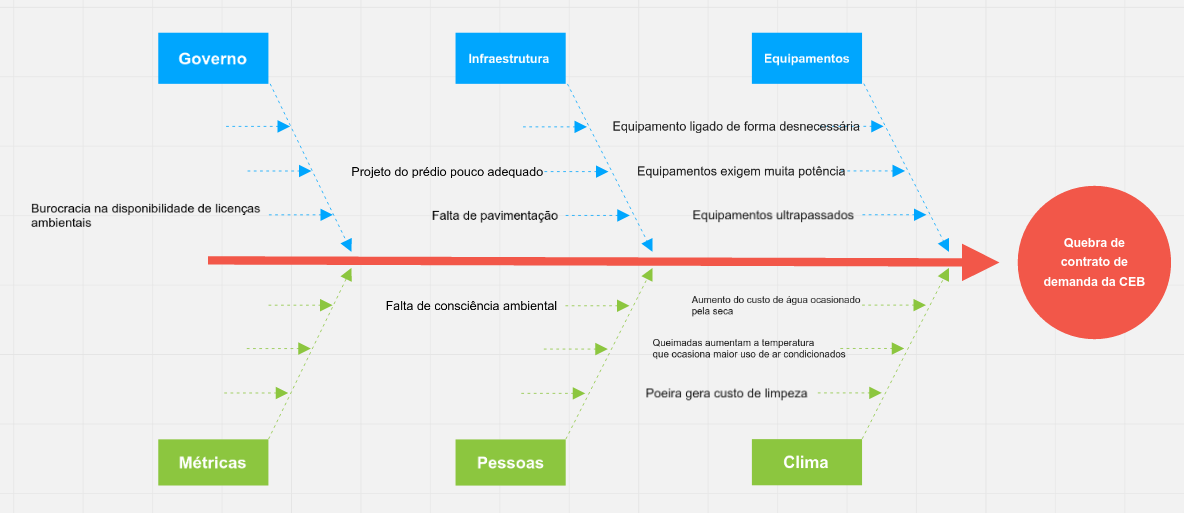 Governo
Infraestrutura
Equipamentos
Equipamento ligado de forma desnecessária
Projeto do prédio pouco adequado
Equipamentos exigem muita potência
Burocracia na disponibilidade de licenças
ambientais
Falta de pavimentação
Equipamentos ultrapassados
Quebra de
contrato de
demanda da CEB
Falta de consciência ambiental
Aumento do custo de água ocasionado
pela seca
Queimadas aumentam a temperatura
que ocasiona maior uso de ar condicionados
Poeira gera custo de limpeza
Métricas
Pessoas
Clima